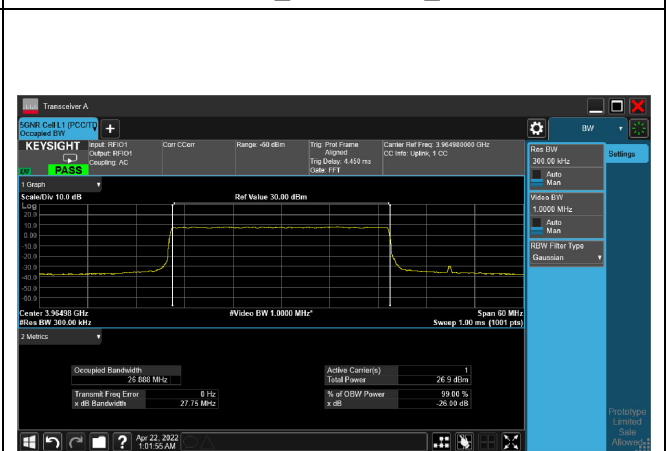 Transceiver A
5GNR Cell L1 (PCC/TD
Occupied BW
BW
KEYSIGHT
PASS
Input: RFIO1
Output: RFIO1
Coupling: AC
Corr CCorr
Range: -60 dBm
Trig: Prot Frame
Aligned
Trig Delay: 4.450 ms
Gate: FFT
Carrier Ref Freq: 3.964980000 GHz
CC Info: Uplink, 1 CC
Res BW
300.00 kHz
Auto
Man
Settings
Video BW
1.0000 MHz
Auto
Man
RBW Filter Type
Gaussian
1 Graph
Scale/Div 10.0 dB
Ref Value 30.00 dBm
Log
20.0
10.0
0.00
-10.0
-20.0
-30.0
-40.0
-50.0
-60.0
Center 3.96498 GHz
#Video BW 1.0000 MHz*
Span 60 MHz
#Res BW 300.00 kHz
Sweep 1.00 ms (1001 pts)
2 Metrics
Occupied Bandwidth
26.888 MHz
Active Carrier(s) 1
Total Power 26.9 dBm
Transmit Freq Error 0 Hz
x dB Bandwidth 27.75 MHz
% of OBW Power 99.00 %
x dB -26.00 dB
Prototype
Limited
Sale
Allowed
Apr 22, 2022
1:01:55 AM